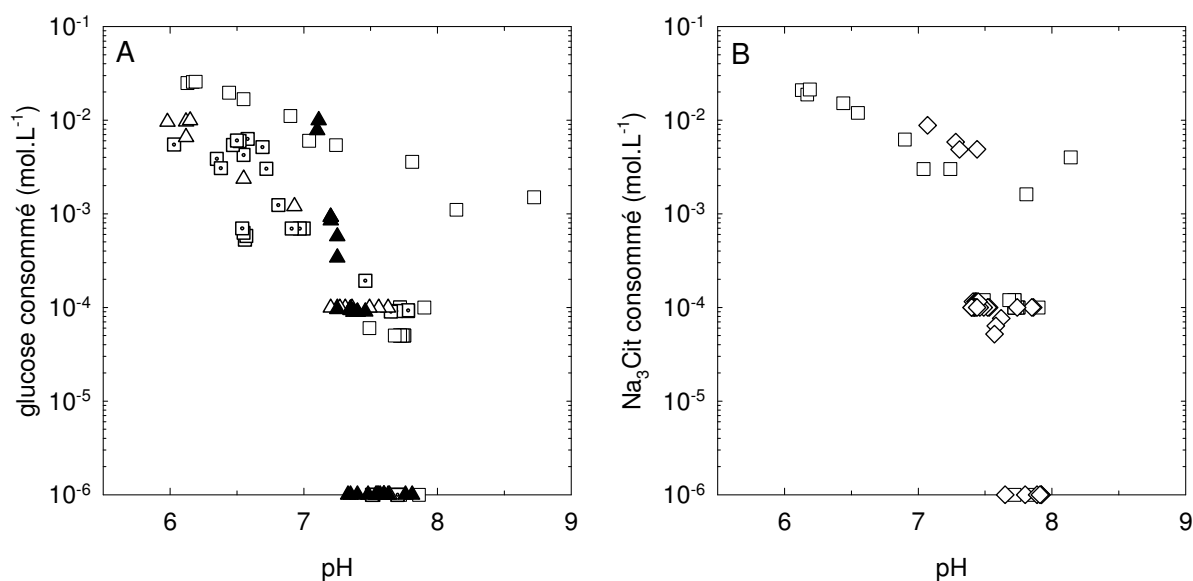 A
glucose consommé (mol.L⁻¹)
10⁻¹
10⁻²
10⁻³
10⁻⁴
10⁻⁵
10⁻⁶
6 7 8 9
pH
B
Na₃Cit consommé (mol.L⁻¹)
10⁻¹
10⁻²
10⁻³
10⁻⁴
10⁻⁵
10⁻⁶
6 7 8 9
pH